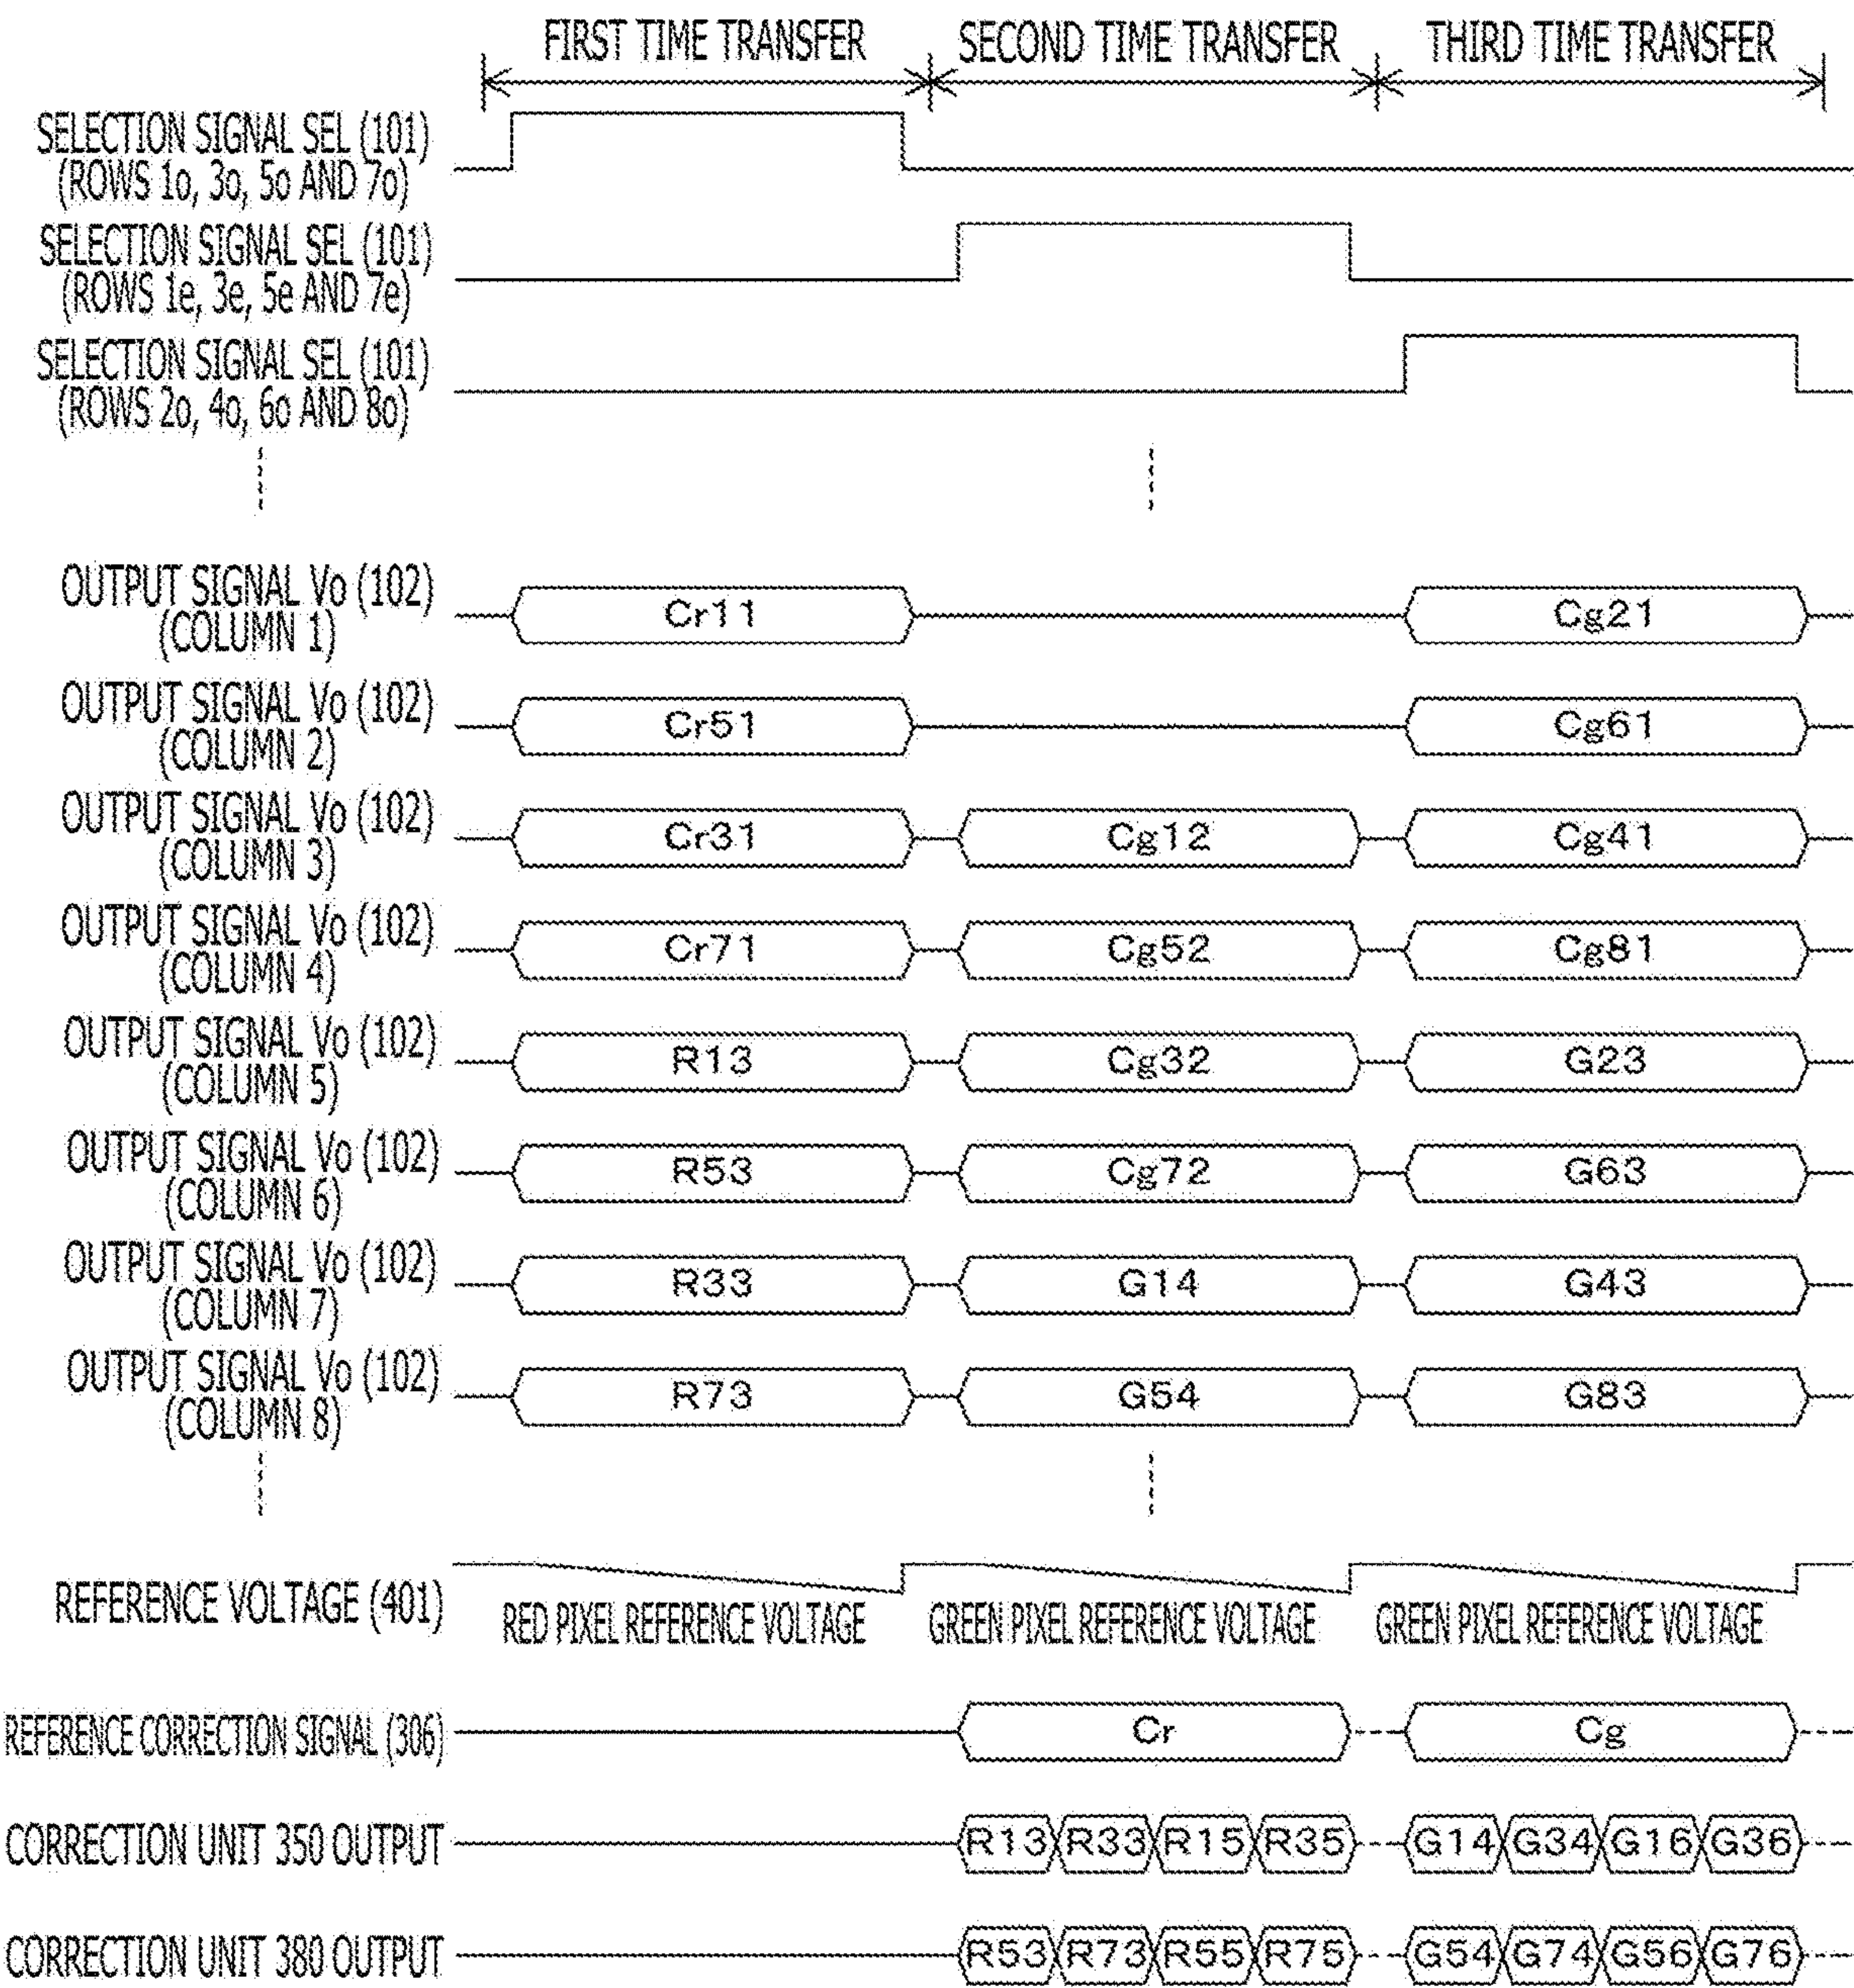 FIRST TIME TRANSFER SECOND TIME TRANSFER THIRD TIME TRANSFER
SELECTION SIGNAL SEL (101)
(ROWS 1o, 3o, 5o AND 7o)
SELECTION SIGNAL SEL (101)
(ROWS 1e, 3e, 5e AND 7e)
SELECTION SIGNAL SEL (101)
(ROWS 2o, 4o, 6o AND 8o)
OUTPUT SIGNAL Vo (102)
(COLUMN 1)
Cr11 Cg21
OUTPUT SIGNAL Vo (102)
(COLUMN 2)
Cr51 Cg61
OUTPUT SIGNAL Vo (102)
(COLUMN 3)
Cr31 Cg12 Cg41
OUTPUT SIGNAL Vo (102)
(COLUMN 4)
Cr71 Cg52 Cg81
OUTPUT SIGNAL Vo (102)
(COLUMN 5)
R13 Cg32 G23
OUTPUT SIGNAL Vo (102)
(COLUMN 6)
R53 Cg72 G63
OUTPUT SIGNAL Vo (102)
(COLUMN 7)
R33 G14 G43
OUTPUT SIGNAL Vo (102)
(COLUMN 8)
R73 G54 G83
REFERENCE VOLTAGE (401)
RED PIXEL REFERENCE VOLTAGE GREEN PIXEL REFERENCE VOLTAGE GREEN PIXEL REFERENCE VOLTAGE
REFERENCE CORRECTION SIGNAL (306) Cr Cg
CORRECTION UNIT 350 OUTPUT R13 R33 R15 R35 G14 G34 G16 G36
CORRECTION UNIT 380 OUTPUT R53 R73 R55 R75 G54 G74 G56 G76